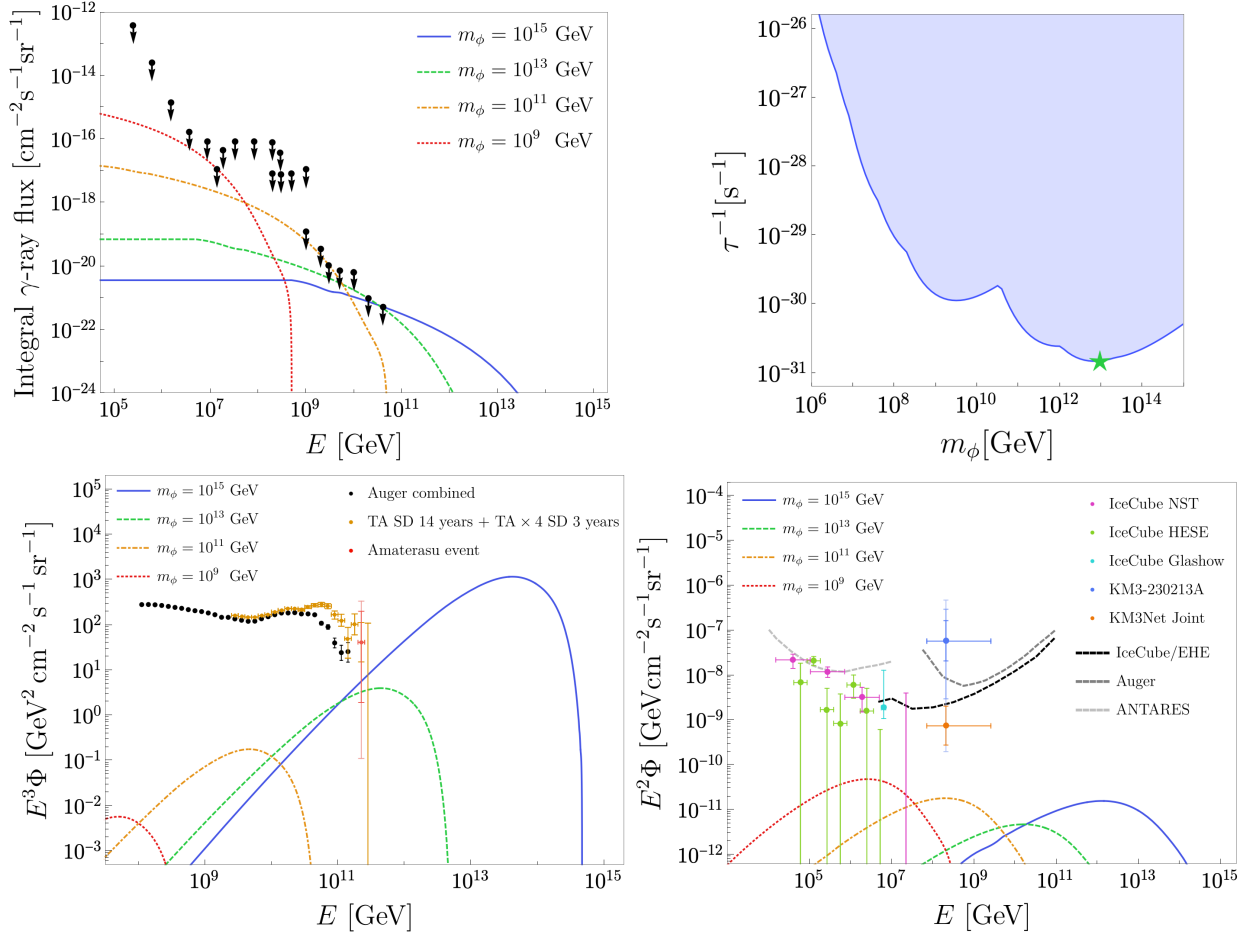 Integral γ-ray flux [cm⁻²s⁻¹sr⁻¹]
10⁻¹²
10⁻¹⁴
10⁻¹⁶
10⁻¹⁸
10⁻²⁰
10⁻²²
10⁻²⁴
m_ϕ = 10¹⁵ GeV
m_ϕ = 10¹³ GeV
m_ϕ = 10¹¹ GeV
m_ϕ = 10⁹ GeV
10⁵ 10⁷ 10⁹ 10¹¹ 10¹³ 10¹⁵
E [GeV]
τ⁻¹[s⁻¹]
10⁻²⁶
10⁻²⁷
10⁻²⁸
10⁻²⁹
10⁻³⁰
10⁻³¹
10⁶ 10⁸ 10¹⁰ 10¹² 10¹⁴
m_ϕ[GeV]
E³Φ [GeV² cm⁻² s⁻¹ sr⁻¹]
10⁵
10⁴
10³
10²
10¹
10⁰
10⁻¹
10⁻²
10⁻³
m_ϕ = 10¹⁵ GeV
m_ϕ = 10¹³ GeV
m_ϕ = 10¹¹ GeV
m_ϕ = 10⁹ GeV
Auger combined
TA SD 14 years + TA × 4 SD 3 years
Amaterasu event
10⁹ 10¹¹ 10¹³ 10¹⁵
E [GeV]
E²Φ [GeVcm⁻²s⁻¹sr⁻¹]
10⁻⁴
10⁻⁵
10⁻⁶
10⁻⁷
10⁻⁸
10⁻⁹
10⁻¹⁰
10⁻¹¹
10⁻¹²
m_ϕ = 10¹⁵ GeV
m_ϕ = 10¹³ GeV
m_ϕ = 10¹¹ GeV
m_ϕ = 10⁹ GeV
IceCube NST
IceCube HESE
IceCube Glashow
KM3-230213A
KM3Net Joint
IceCube/EHE
Auger
ANTARES
10⁵ 10⁷ 10⁹ 10¹¹ 10¹³ 10¹⁵
E [GeV]